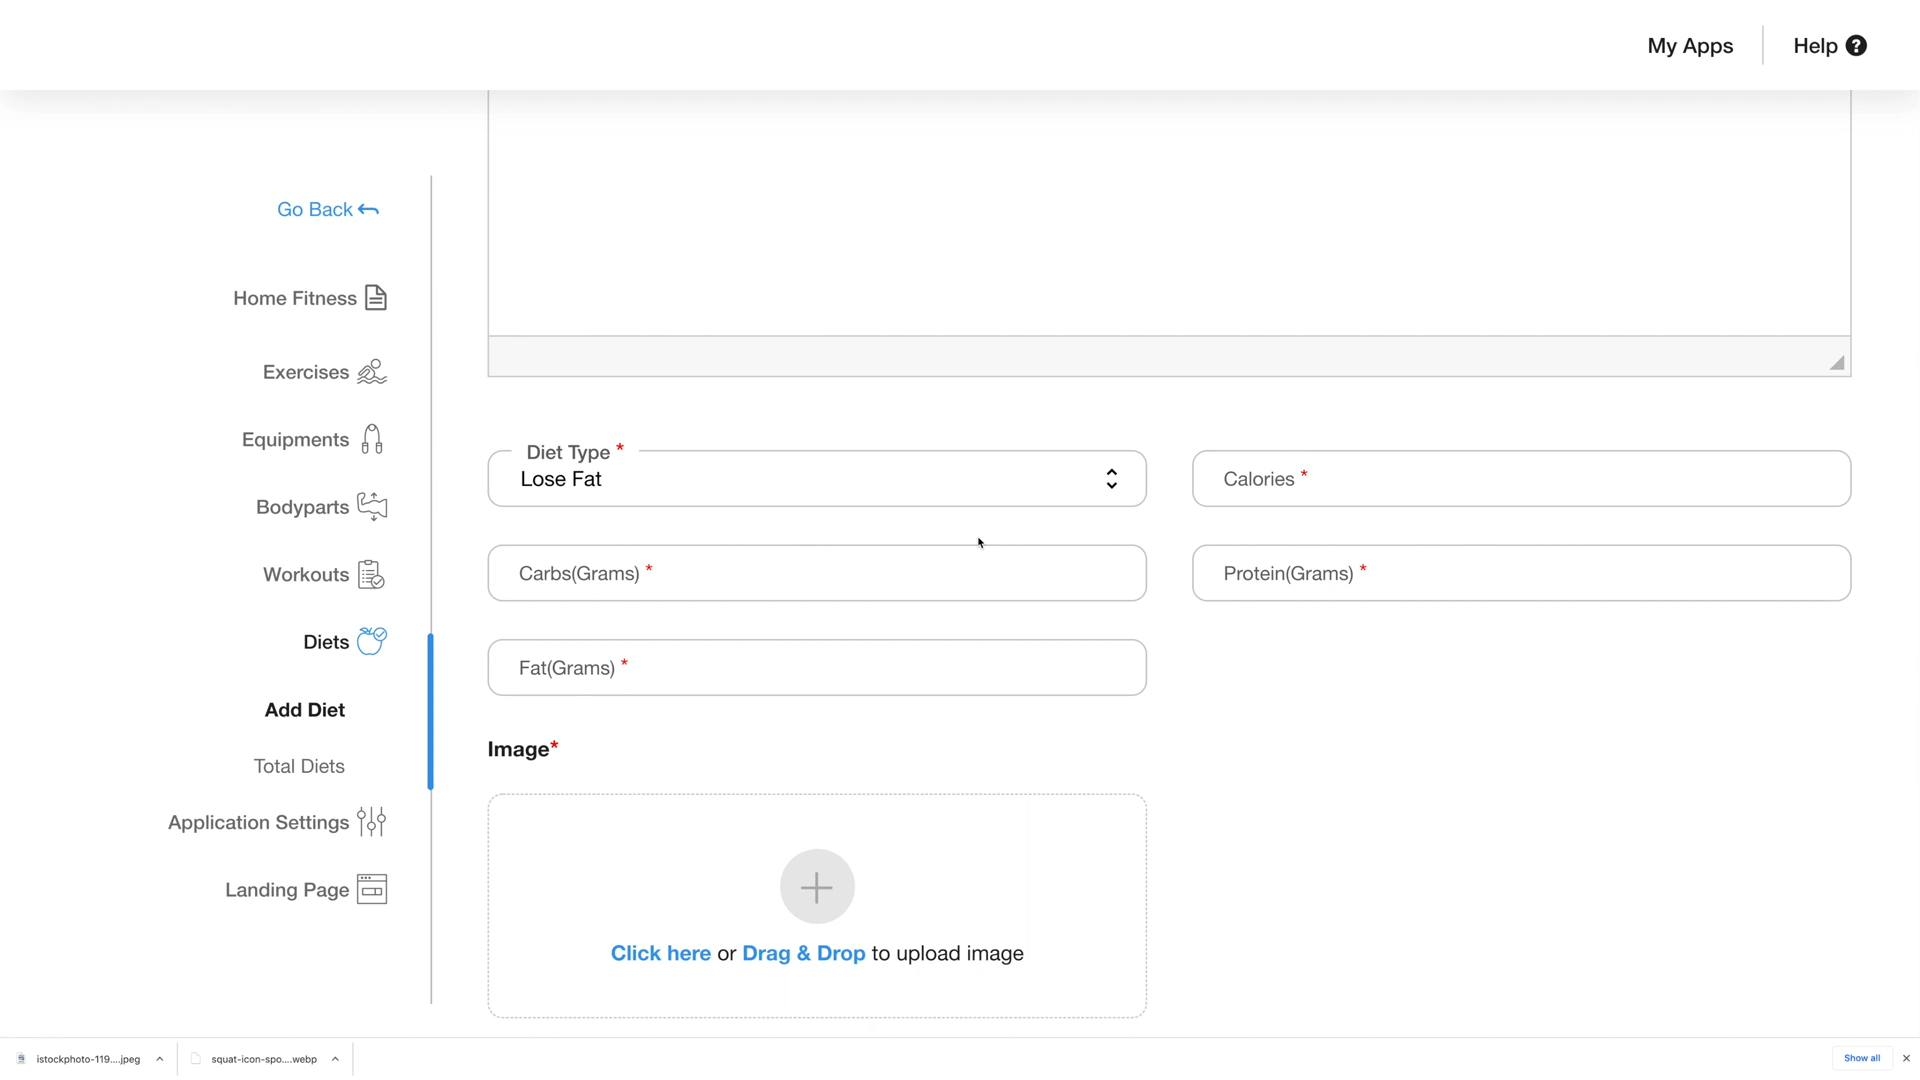 My Apps
Help ?
Go Back
Home Fitness
Exercises
Equipments
Bodyparts
Workouts
Diets
Add Diet
Total Diets
Application Settings
Landing Page
Diet Type *
Lose Fat
Calories *
Carbs(Grams) *
Protein(Grams) *
Fat(Grams) *
Image*
Click here or Drag & Drop to upload image
istockphoto-119....jpeg
squat-icon-spo....webp
Show all